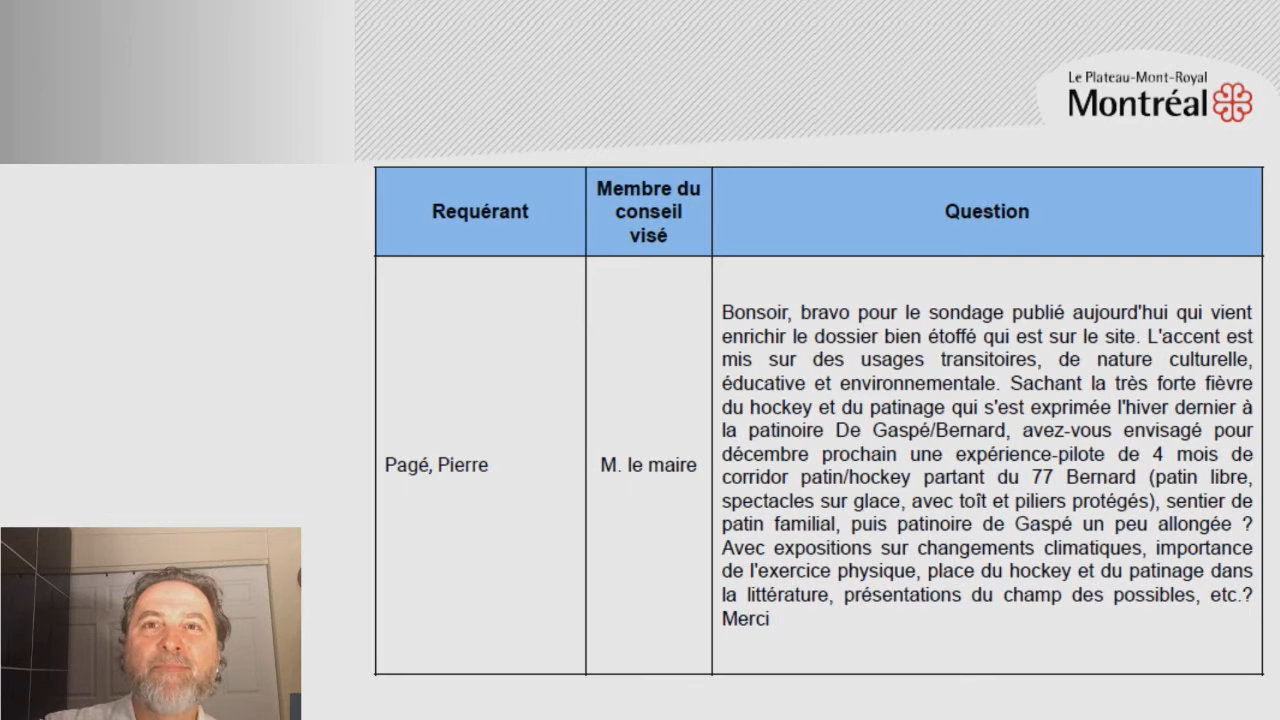 Le Plateau-Mont-Royal
Montréal
Requérant
Membre du
conseil
visé
Question
Pagé, Pierre
M. le maire
Bonsoir, bravo pour le sondage publié aujourd'hui qui vient
enrichir le dossier bien étoffé qui est sur le site. L'accent est
mis sur des usages transitoires, de nature culturelle,
éducative et environnementale. Sachant la très forte fièvre
du hockey et du patinage qui s'est exprimée l'hiver dernier à
la patinoire De Gaspé/Bernard, avez-vous envisagé pour
décembre prochain une expérience-pilote de 4 mois de
corridor patin/hockey partant du 77 Bernard (patin libre,
spectacles sur glace, avec toît et piliers protégés), sentier de
patin familial, puis patinoire de Gaspé un peu allongée ?
Avec expositions sur changements climatiques, importance
de l'exercice physique, place du hockey et du patinage dans
la littérature, présentations du champ des possibles, etc.?
Merci